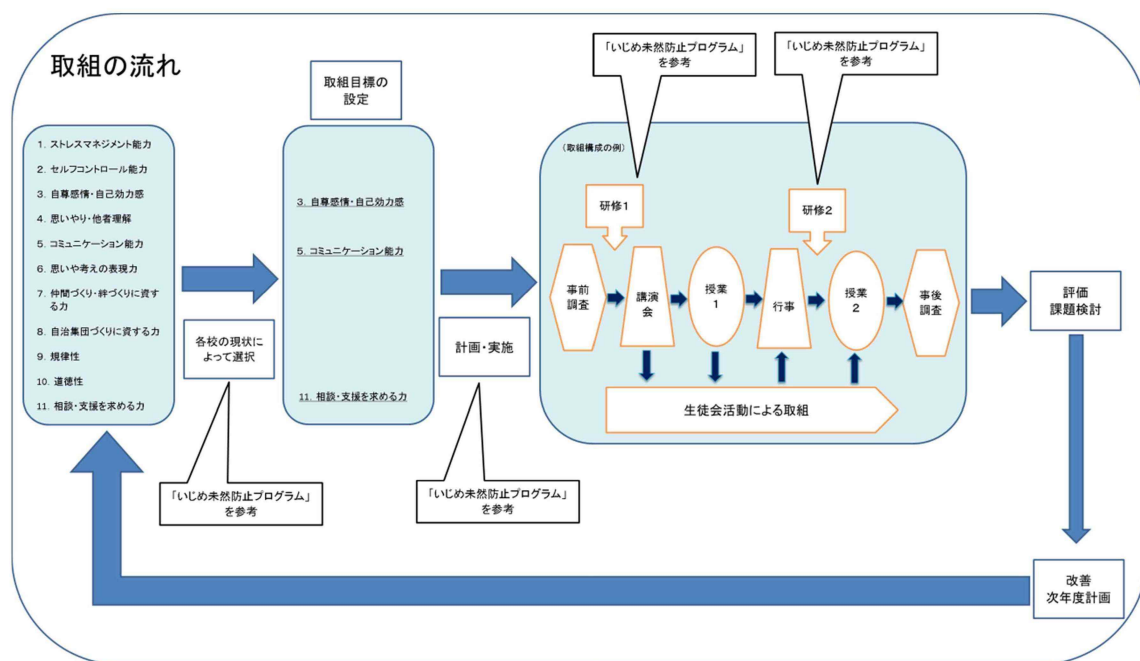 取組の流れ
1. ストレスマネジメント能力
2. セルフコントロール能力
3. 自尊感情・自己効力感
4. 思いやり・他者理解
5. コミュニケーション能力
6. 思いや考えの表現力
7. 仲間づくり・絆づくりに資す
る力
8. 自治集団づくりに資する力
9. 規律性
10. 道徳性
11. 相談・支援を求める力
各校の現状に
よって選択
「いじめ未然防止プログラム」
を参考
取組目標の
設定
3. 自尊感情・自己効力感
5. コミュニケーション能力
11. 相談・支援を求める力
計画・実施
「いじめ未然防止プログラム」
を参考
「いじめ未然防止プログラム」
を参考
「いじめ未然防止プログラム」
を参考
（取組構成の例）
研修1
研修2
事前
調査
講演
会
授業
1
行事
授業
2
事後
調査
生徒会活動による取組
評価
課題検討
改善
次年度計画